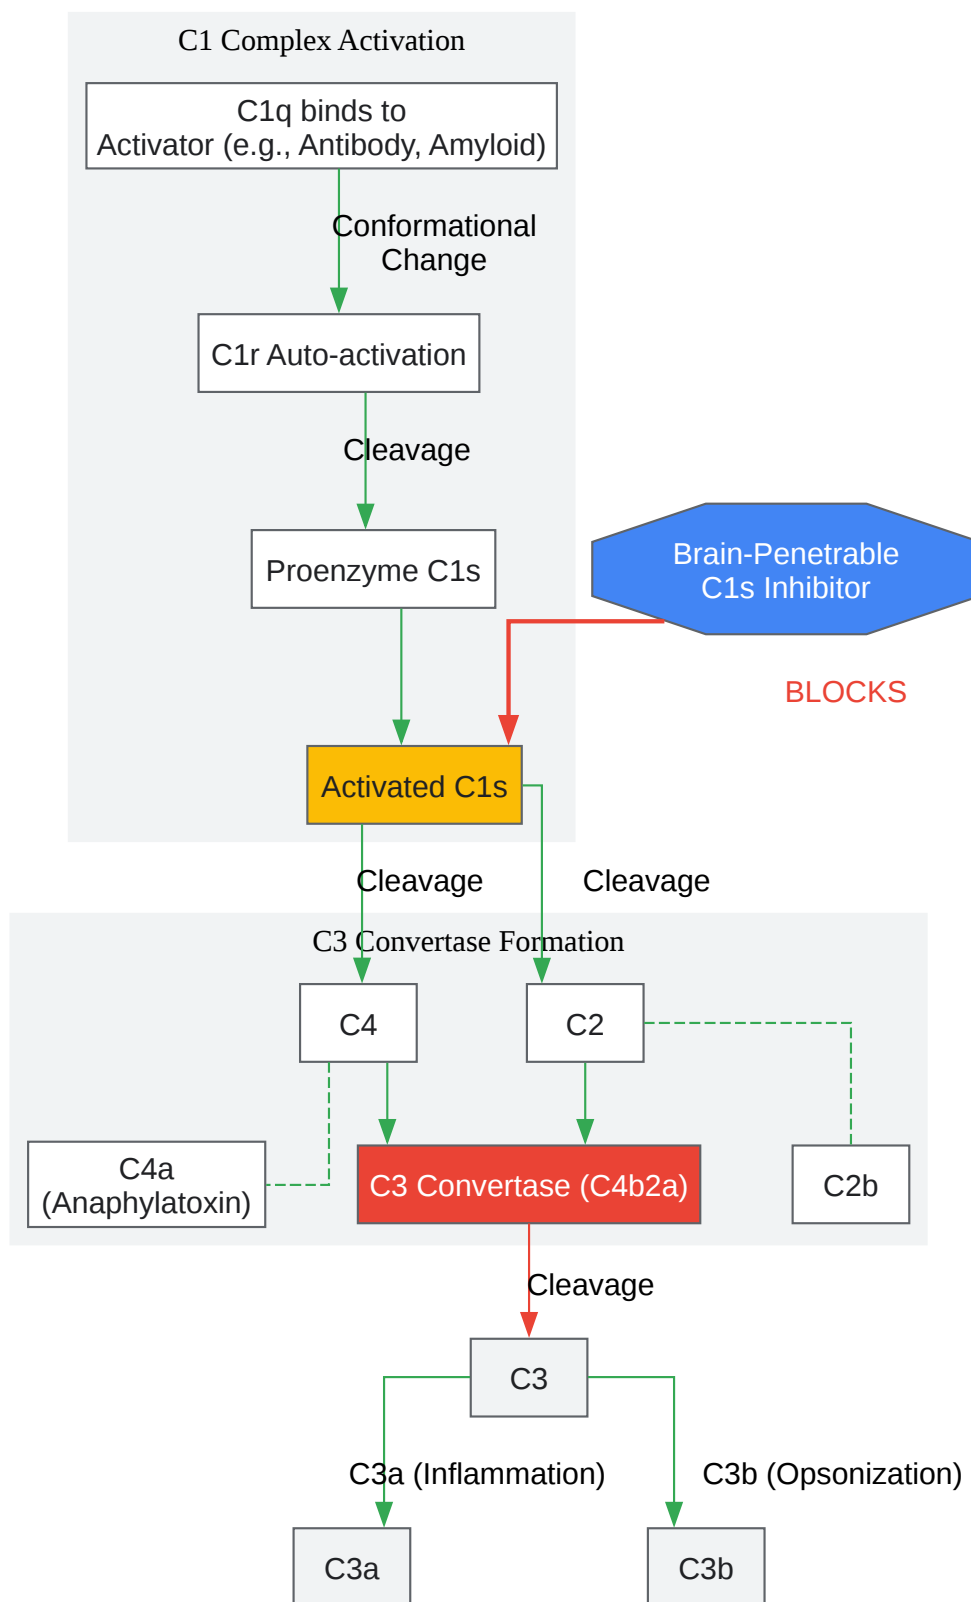 C1 Complex Activation
C1q binds to
Activator (e.g., Antibody, Amyloid)
Conformational
Change
C1r Auto-activation
Cleavage
Proenzyme C1s
Brain-Penetrable
C1s Inhibitor
BLOCKS
Activated C1s
Cleavage
Cleavage
C3 Convertase Formation
C4
C2
C4a
(Anaphylatoxin)
C3 Convertase (C4b2a)
C2b
Cleavage
C3
C3a (Inflammation)
C3b (Opsonization)
C3a
C3b